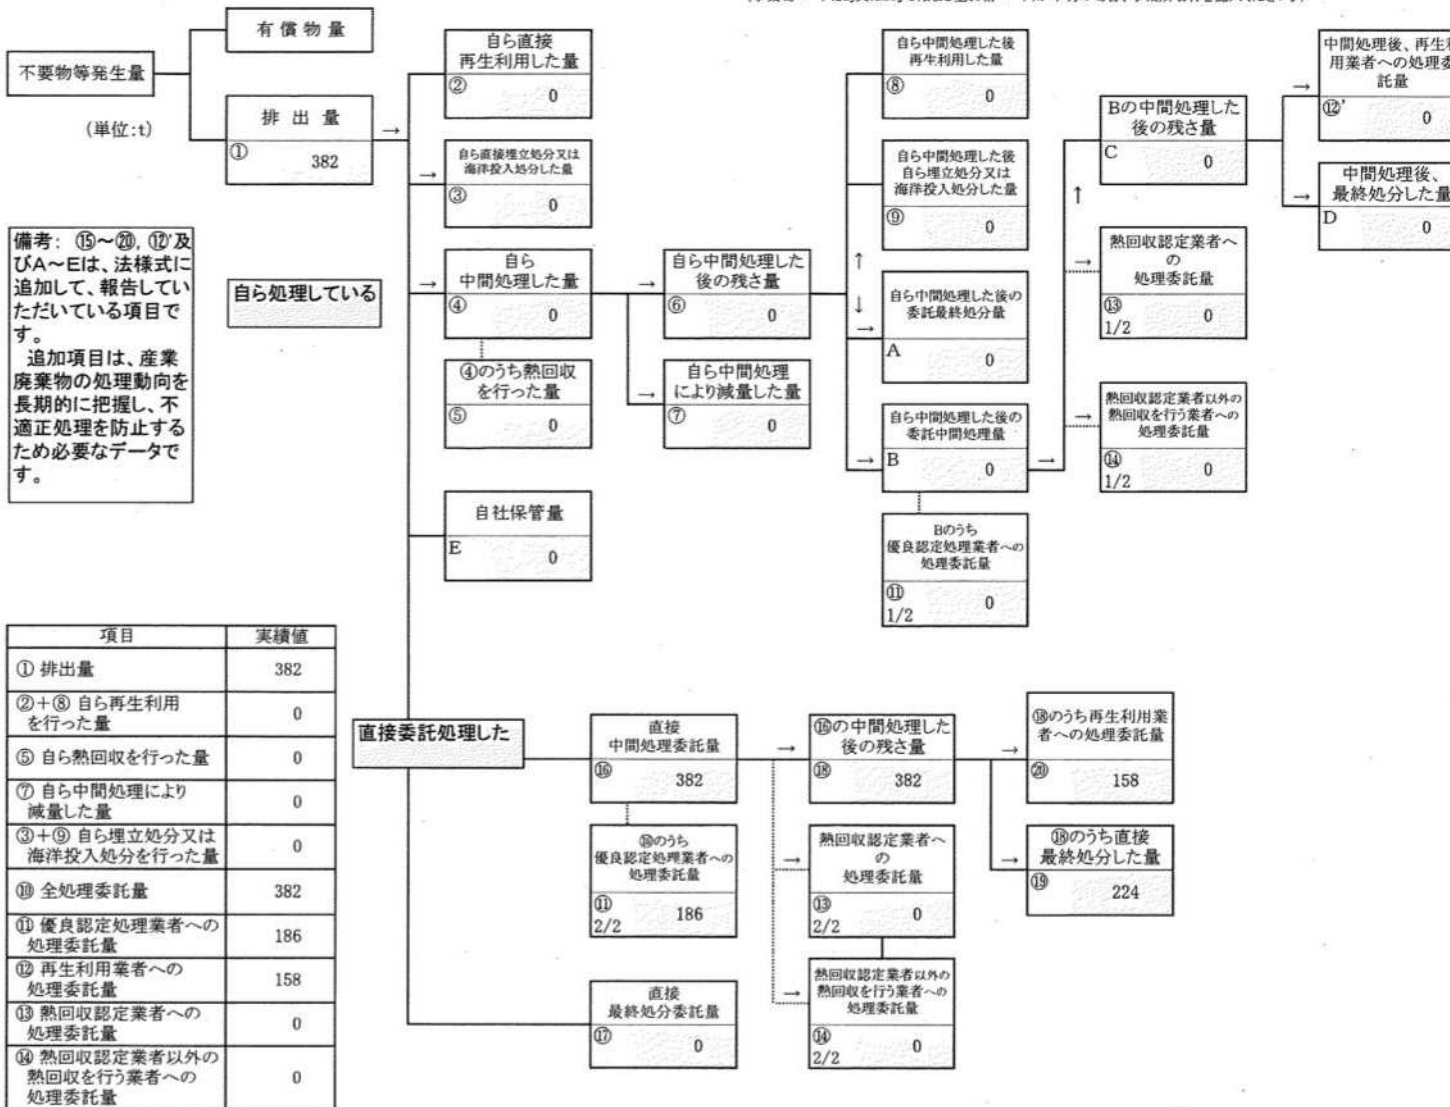 有償物量
不要物等発生量
(単位:t)
排出量
①
382
→
自ら直接
再生利用した量
②
0
→
自ら直接埋立処分又は
海洋投入処分した量
③
0
→
自ら
中間処理した量
④
0
④のうち熱回収
を行った量
⑤
0
→
自ら中間処理した
後の残さ量
⑥
0
→
自ら中間処理
により減量した量
⑦
0
自ら中間処理した後
再生利用した量
⑧
0
自ら中間処理した後
自ら埋立処分又は
海洋投入処分した量
⑨
0
↑
↓
→
自ら中間処理した後の
委託最終処分量
A
0
→
自ら中間処理した後の
委託中間処理量
B
0
→
Bのうち
優良認定処理業者への
処理委託量
⑪
1/2
0
Bの中間処理した
後の残さ量
C
0
↑
→
熱回収認定業者へ
の
処理委託量
⑬
1/2
0
→
熱回収認定業者以外の
熱回収を行う業者への
処理委託量
⑭
1/2
0
→
中間処理後、再生利
用業者への処理委
託量
⑫'
0
→
中間処理後、
最終処分した量
D
0
備考: ⑮~⑳, ⑫'及
びA~Eは、法様式に
追加して、報告してい
ただいている項目で
す。
追加項目は、産業
廃棄物の処理動向を
長期的に把握し、不
適正処理を防止する
ため必要なデータで
す。
自ら処理している
自社保管量
E
0
項目 実績値
① 排出量 382
②+⑧ 自ら再生利用
を行った量 0
⑤ 自ら熱回収を行った量 0
⑦ 自ら中間処理により
減量した量 0
③+⑨ 自ら埋立処分又は
海洋投入処分を行った量 0
⑩ 全処理委託量 382
⑪ 優良認定処理業者への
処理委託量 186
⑫ 再生利用業者への
処理委託量 158
⑬ 熱回収認定業者への
処理委託量 0
⑭ 熱回収認定業者以外の
熱回収を行う業者への
処理委託量 0
直接委託処理した
直接
中間処理委託量
⑯
382
⑩のうち
優良認定処理業者への
処理委託量
⑪
2/2
186
直接
最終処分委託量
⑰
0
→
⑯の中間処理した
後の残さ量
⑱
382
→
熱回収認定業者へ
の
処理委託量
⑬
2/2
0
→
熱回収認定業者以外の
熱回収を行う業者への
処理委託量
⑭
2/2
0
→
⑱のうち再生利用業
者への処理委託量
⑳
158
→
⑱のうち直接
最終処分した量
⑲
224